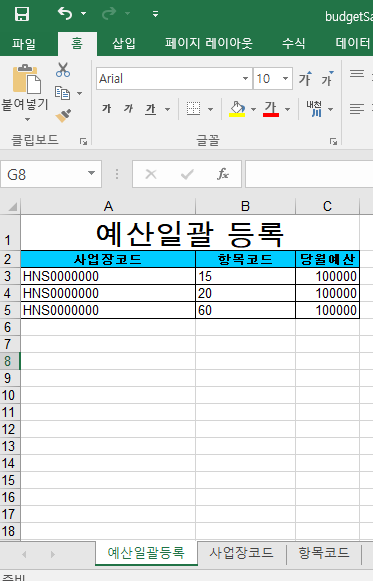 budgetSa
파일 홈 삽입 페이지 레이아웃 수식 데이터
붙여넣기 Arial 10 가 가
가 가 가 가 내천
클립보드 글꼴
G8 fx
A B C
1 예산일괄 등록
2 사업장코드 항목코드 당월예산
3 HNS0000000 15 100000
4 HNS0000000 20 100000
5 HNS0000000 60 100000
6
7
8
9
10
11
12
13
14
15
16
17
18
예산일괄등록 사업장코드 항목코드
준비